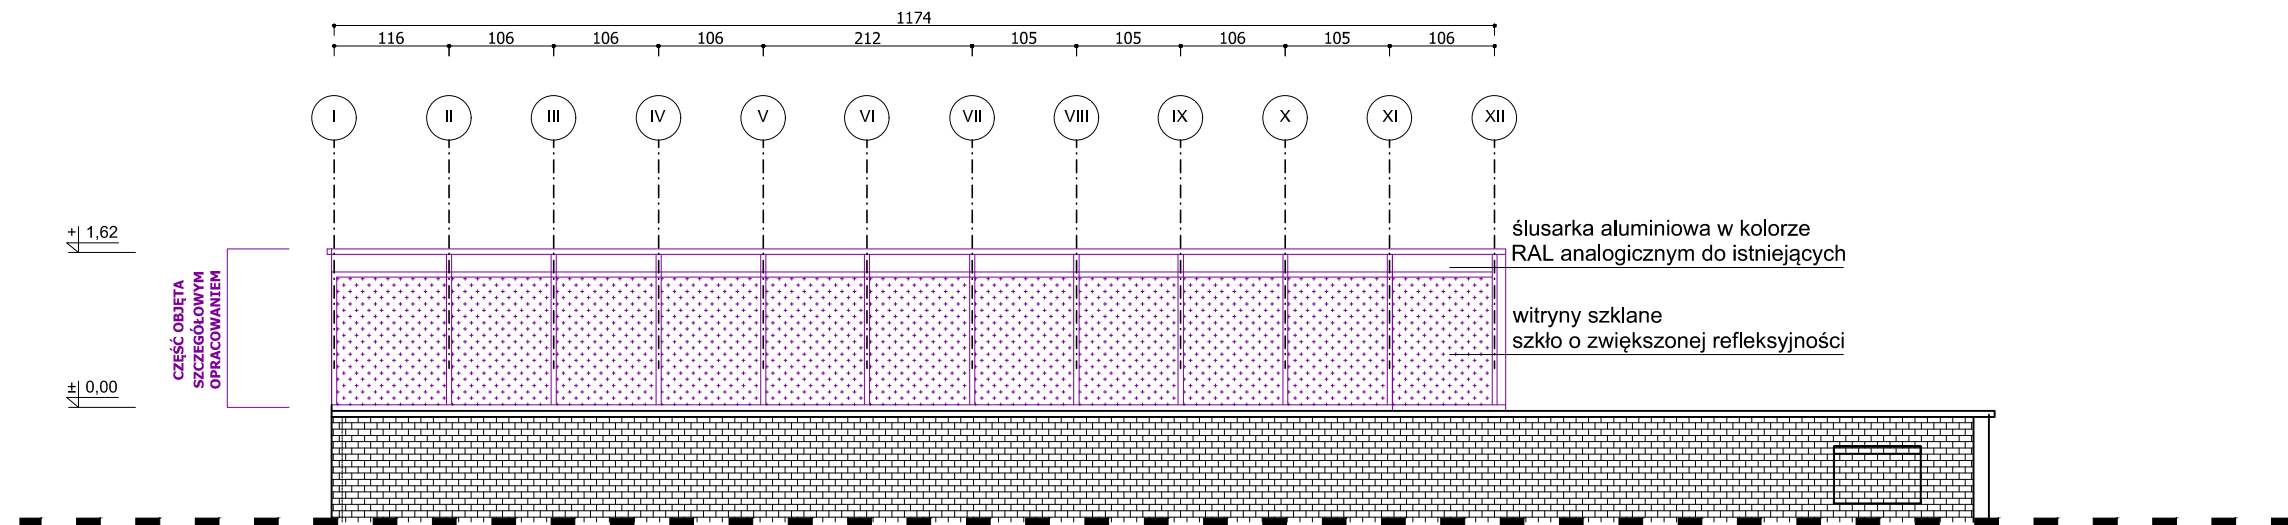 1174
116 106 106 106 212 105 105 106 105 106
I II III IV V VI VII VIII IX X XI XII
+ 1,62
ślusarka aluminiowa w kolorze
RAL analogicznym do istniejących
CZĘŚĆ OBJĘTA
SZCZEGÓŁOWYM
OPRACOWANIEM
witryny szklane
szkło o zwiększonej refleksyjności
± 0,00